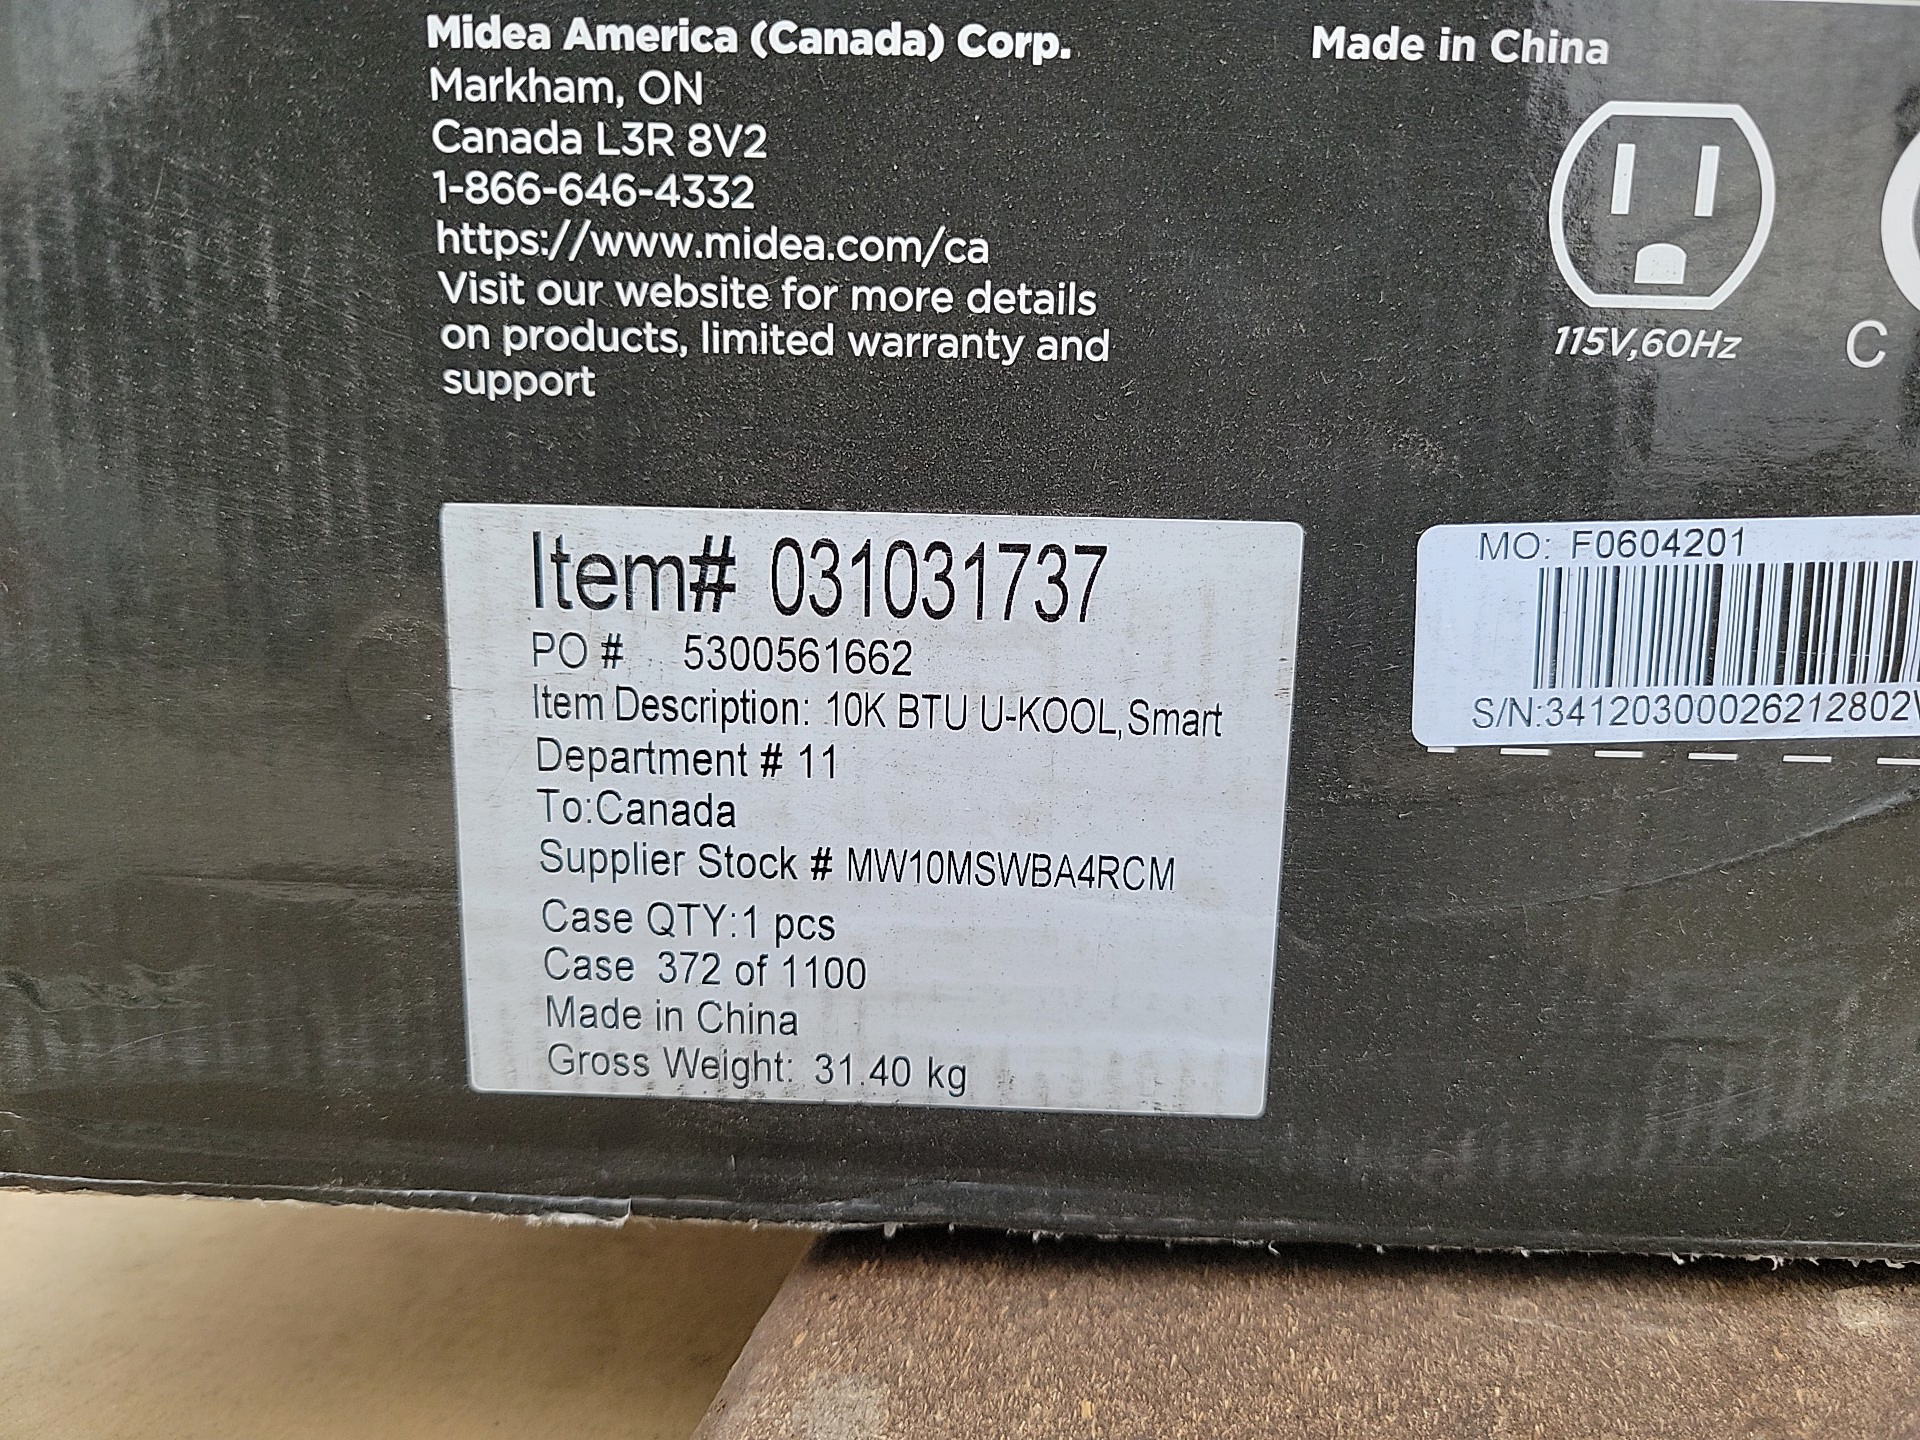 Midea America (Canada) Corp.
Markham, ON
Canada L3R 8V2
1-866-646-4332
https://www.midea.com/ca
Visit our website for more details
on products, limited warranty and
support
Made in China
115V,60Hz
C
Item# 031031737
PO # 5300561662
Item Description: 10K BTU U-KOOL,Smart
Department # 11
To:Canada
Supplier Stock # MW10MSWBA4RCM
Case QTY:1 pcs
Case 372 of 1100
Made in China
Gross Weight: 31.40 kg
MO: F0604201
S/N:34120300026212802